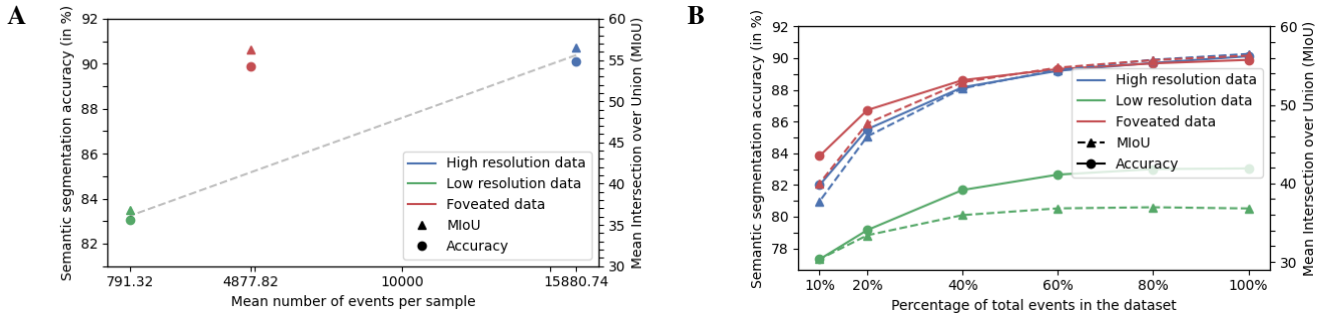 A
Semantic segmentation accuracy (in %)
92
90
88
86
84
82
60
55
50
45
40
35
30
Mean Intersection over Union (MIoU)
High resolution data
Low resolution data
Foveated data
MIoU
Accuracy
791.32
4877.82
10000
15880.74
Mean number of events per sample
B
Semantic segmentation accuracy (in %)
92
90
88
86
84
82
80
78
60
50
40
30
Mean Intersection over Union (MIoU)
High resolution data
Low resolution data
Foveated data
MIoU
Accuracy
10%
20%
40%
60%
80%
100%
Percentage of total events in the dataset